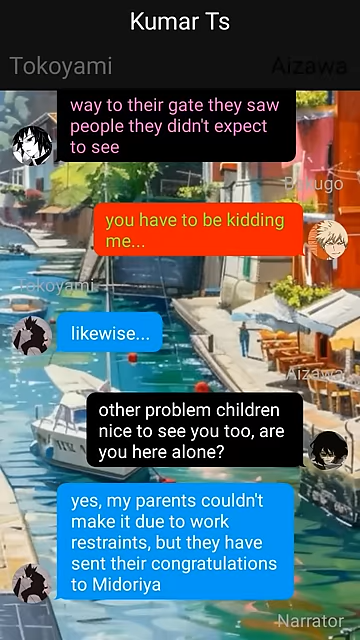 Kumar Ts
Tokoyami
Aizawa
way to their gate they saw
people they didn't expect
to see
you have to be kidding
me...
Tokoyami
likewise...
Aizawa
other problem children
nice to see you too, are
you here alone?
yes, my parents couldn't
make it due to work
restraints, but they have
sent their congratulations
to Midoriya
Narrator